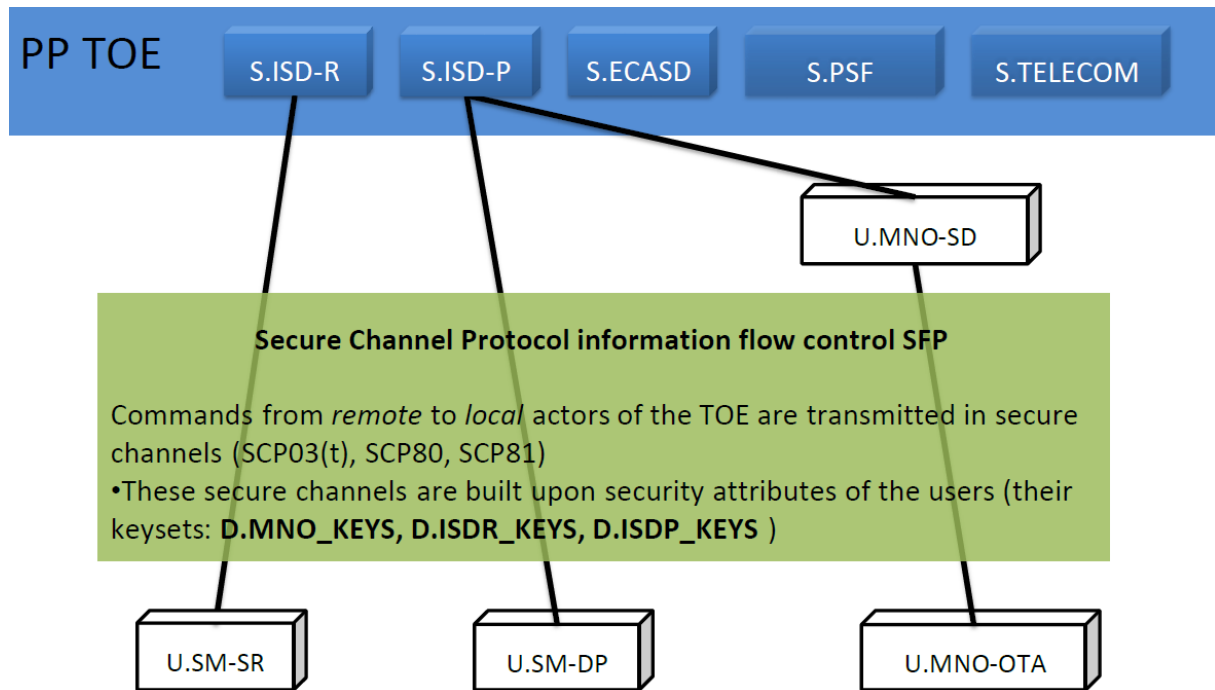 PP TOE
S.ISD-R
S.ISD-P
S.ECASD
S.PSF
S.TELECOM
U.MNO-SD
Secure Channel Protocol information flow control SFP
Commands from remote to local actors of the TOE are transmitted in secure
channels (SCP03(t), SCP80, SCP81)
•These secure channels are built upon security attributes of the users (their
keysets: D.MNO_KEYS, D.ISDR_KEYS, D.ISDP_KEYS )
U.SM-SR
U.SM-DP
U.MNO-OTA